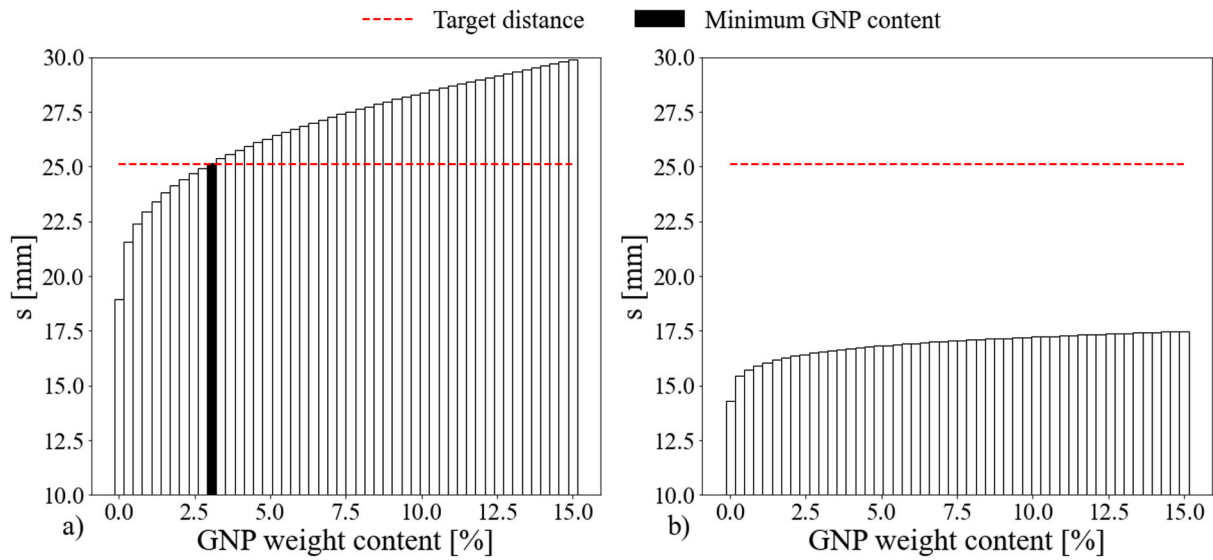 Target distance
Minimum GNP content
30.0
27.5
25.0
22.5
20.0
17.5
15.0
12.5
10.0
s [mm]
0.0 2.5 5.0 7.5 10.0 12.5 15.0
GNP weight content [%]
a)
30.0
27.5
25.0
22.5
20.0
17.5
15.0
12.5
10.0
s [mm]
0.0 2.5 5.0 7.5 10.0 12.5 15.0
GNP weight content [%]
b)